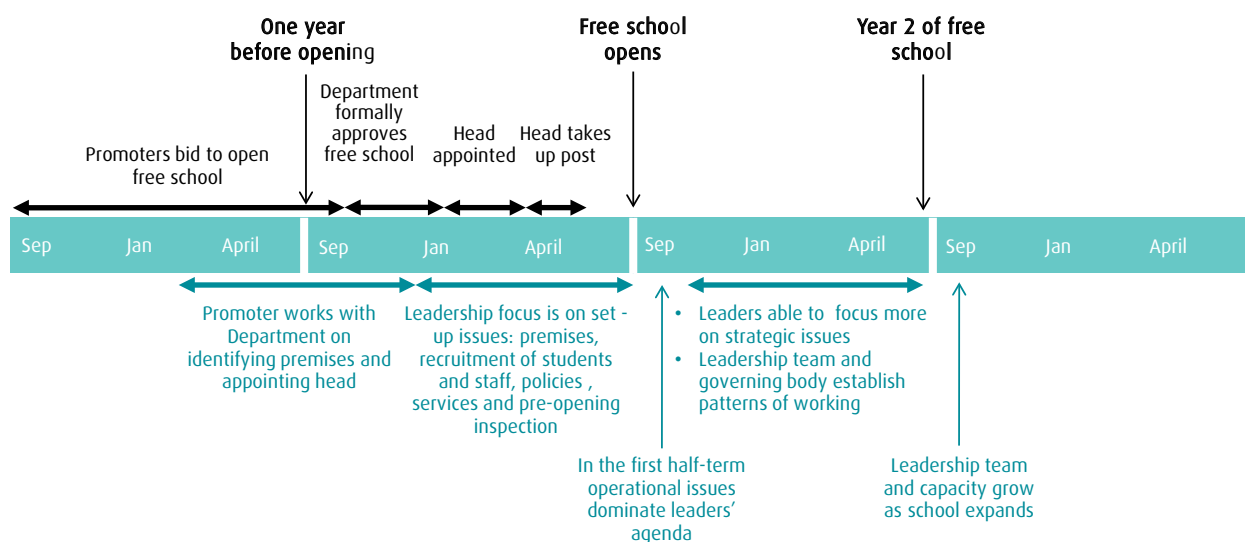 One year
before opening
Free school
opens
Year 2 of free
school
Department
formally
approves
free school
Head
appointed
Head takes
up post
Promoters bid to open
free school
Sep Jan April Sep Jan April Sep Jan April Sep Jan April
Promoter works with
Department on
identifying premises and
appointing head
Leadership focus is on set -
up issues: premises,
recruitment of students
and staff, policies ,
services and pre-opening
inspection
• Leaders able to focus more
on strategic issues
• Leadership team and
governing body establish
patterns of working
In the first half-term
operational issues
dominate leaders’
agenda
Leadership team
and capacity grow
as school expands